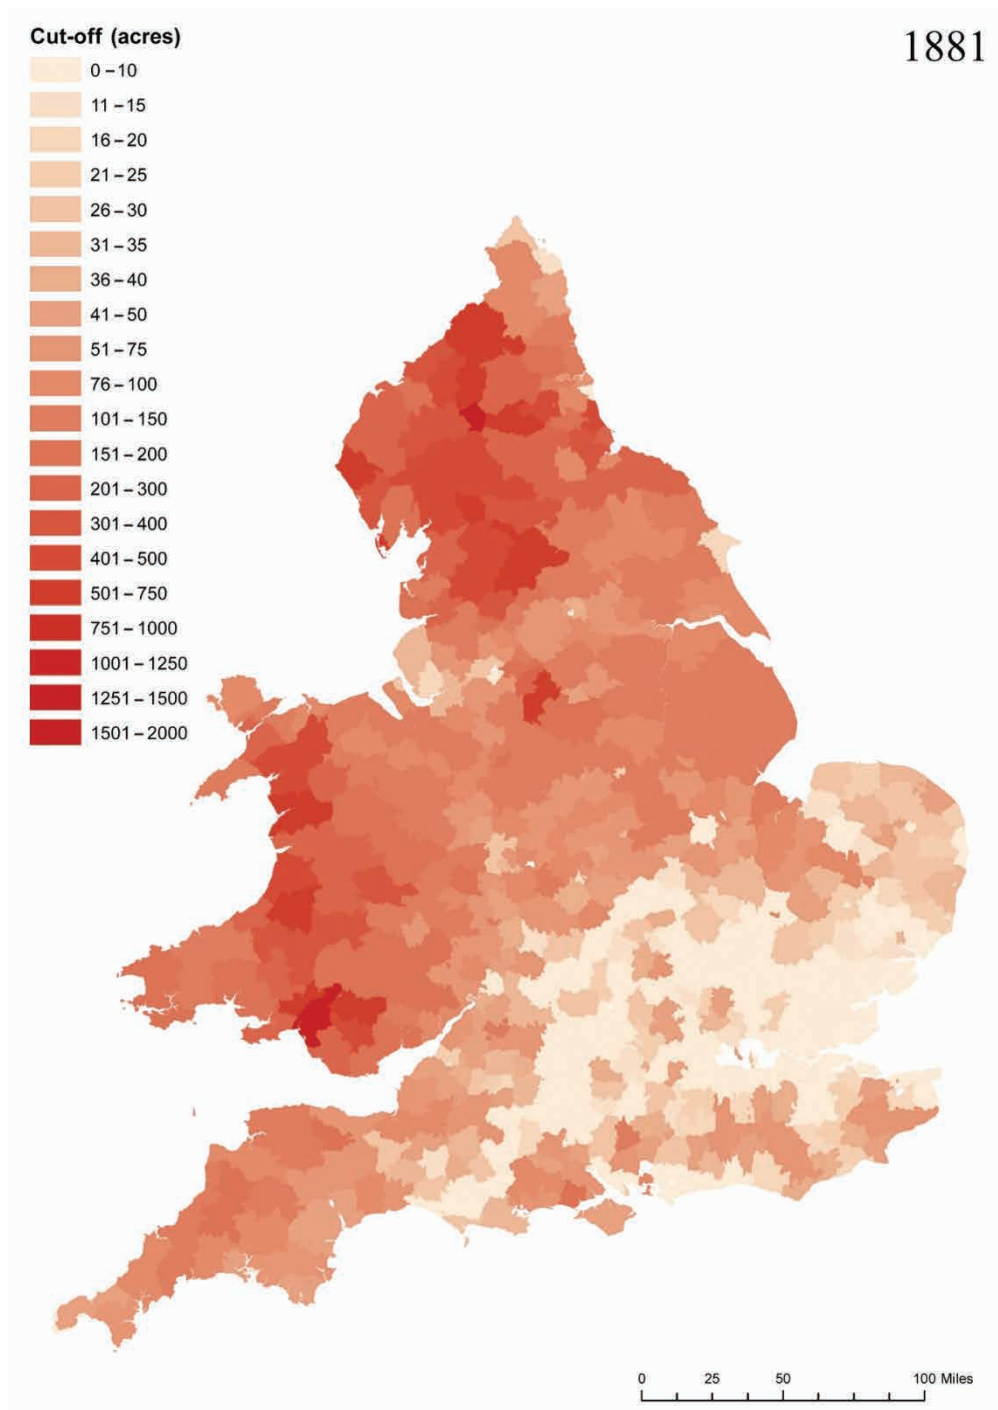 Cut-off (acres)
1881
0 – 10
11 – 15
16 – 20
21 – 25
26 – 30
31 – 35
36 – 40
41 – 50
51 – 75
76 – 100
101 – 150
151 – 200
201 – 300
301 – 400
401 – 500
501 – 750
751 – 1000
1001 – 1250
1251 – 1500
1501 – 2000
0 25 50 100 Miles